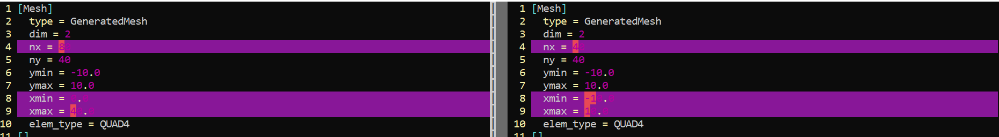 1 [Mesh]
2 type = GeneratedMesh
3 dim = 2
4 nx = 80
5 ny = 40
6 ymin = -10.0
7 ymax = 10.0
8 xmin = 0.0
9 xmax = 40.0
10 elem_type = QUAD4
11 []
1 [Mesh]
2 type = GeneratedMesh
3 dim = 2
4 nx = 40
5 ny = 40
6 ymin = -10.0
7 ymax = 10.0
8 xmin = -10.0
9 xmax = 10.0
10 elem_type = QUAD4
11 []